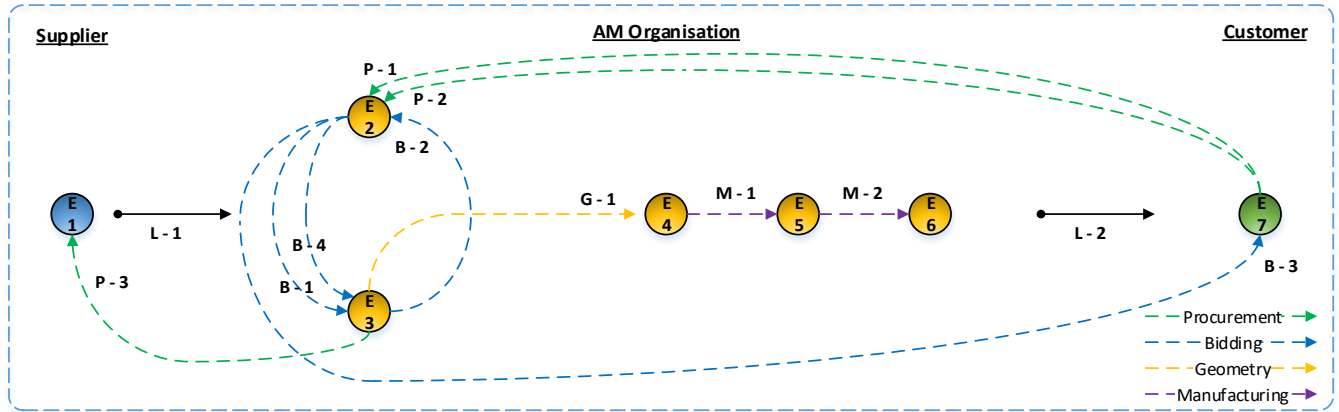 Supplier
AM Organisation
Customer
P - 1
P - 2
E
2
B - 2
E
1
L - 1
G - 1
E
4
M - 1
E
5
M - 2
E
6
L - 2
E
7
B - 4
B - 1
B - 3
P - 3
E
3
Procurement
Bidding
Geometry
Manufacturing